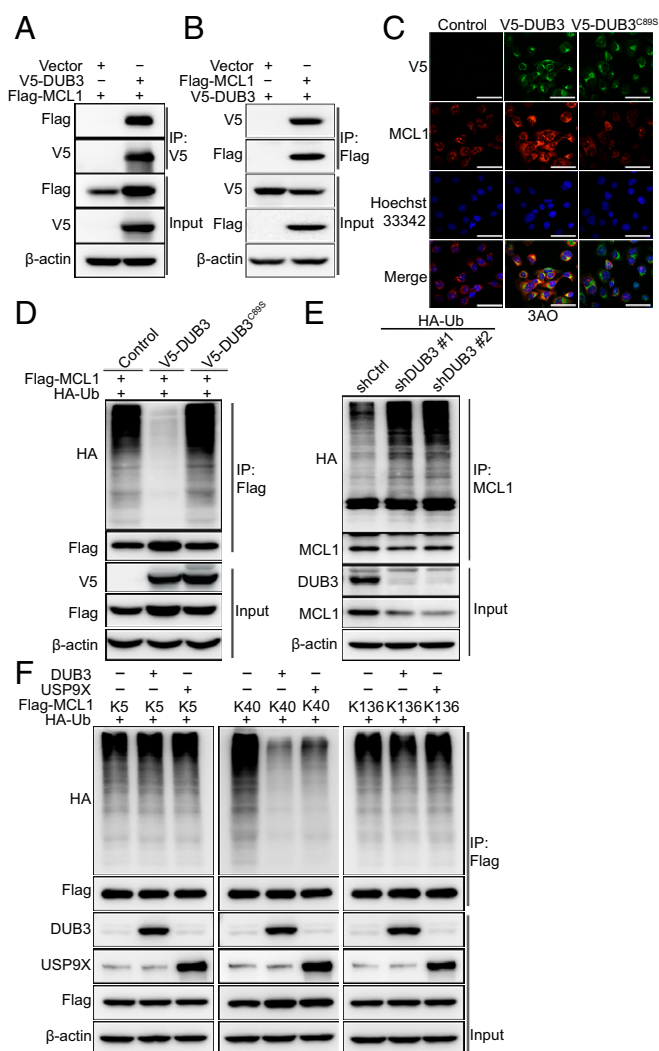 A
Vector + −
V5-DUB3 − +
Flag-MCL1 + +
Flag
V5
IP:
V5
Flag
V5
Input
β-actin
B
Vector + −
Flag-MCL1 − +
V5-DUB3 + +
V5
Flag
IP:
Flag
V5
Flag
Input
β-actin
C
Control V5-DUB3 V5-DUB3C89S
V5
MCL1
Hoechst
33342
Merge
3AO
D
Control V5-DUB3 V5-DUB3C89S
Flag-MCL1 + + +
HA-Ub + + +
HA
IP:
Flag
Flag
V5
Flag
Input
β-actin
E
HA-Ub
shCtrl shDUB3 #1 shDUB3 #2
HA
IP:
MCL1
MCL1
DUB3
MCL1
Input
β-actin
F
DUB3 − + − − + − − + −
USP9X − − + − − + − − +
Flag-MCL1 K5 K5 K5 K40 K40 K40 K136 K136 K136
HA-Ub + + + + + + + + +
HA
IP:
Flag
Flag
DUB3
USP9X
Flag
β-actin
Input